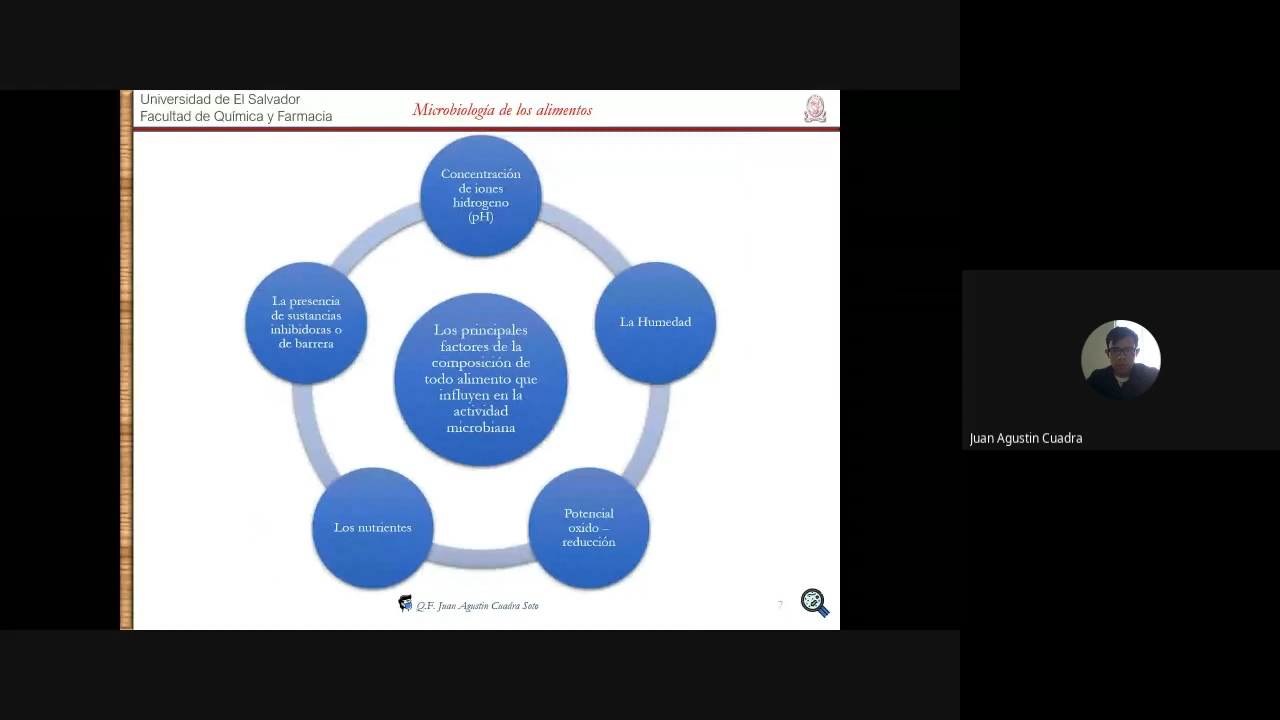 Universidad de El Salvador
Facultad de Química y Farmacia
Microbiología de los alimentos
Concentración
de iones
hidrogeno
(pH)
La Humedad
Potencial
oxido –
reducción
Los nutrientes
La presencia
de sustancias
inhibidoras o
de barrera
Los principales
factores de la
composición de
todo alimento que
influyen en la
actividad
microbiana
Q.F. Juan Agustin Cuadra Soto
7
Juan Agustin Cuadra